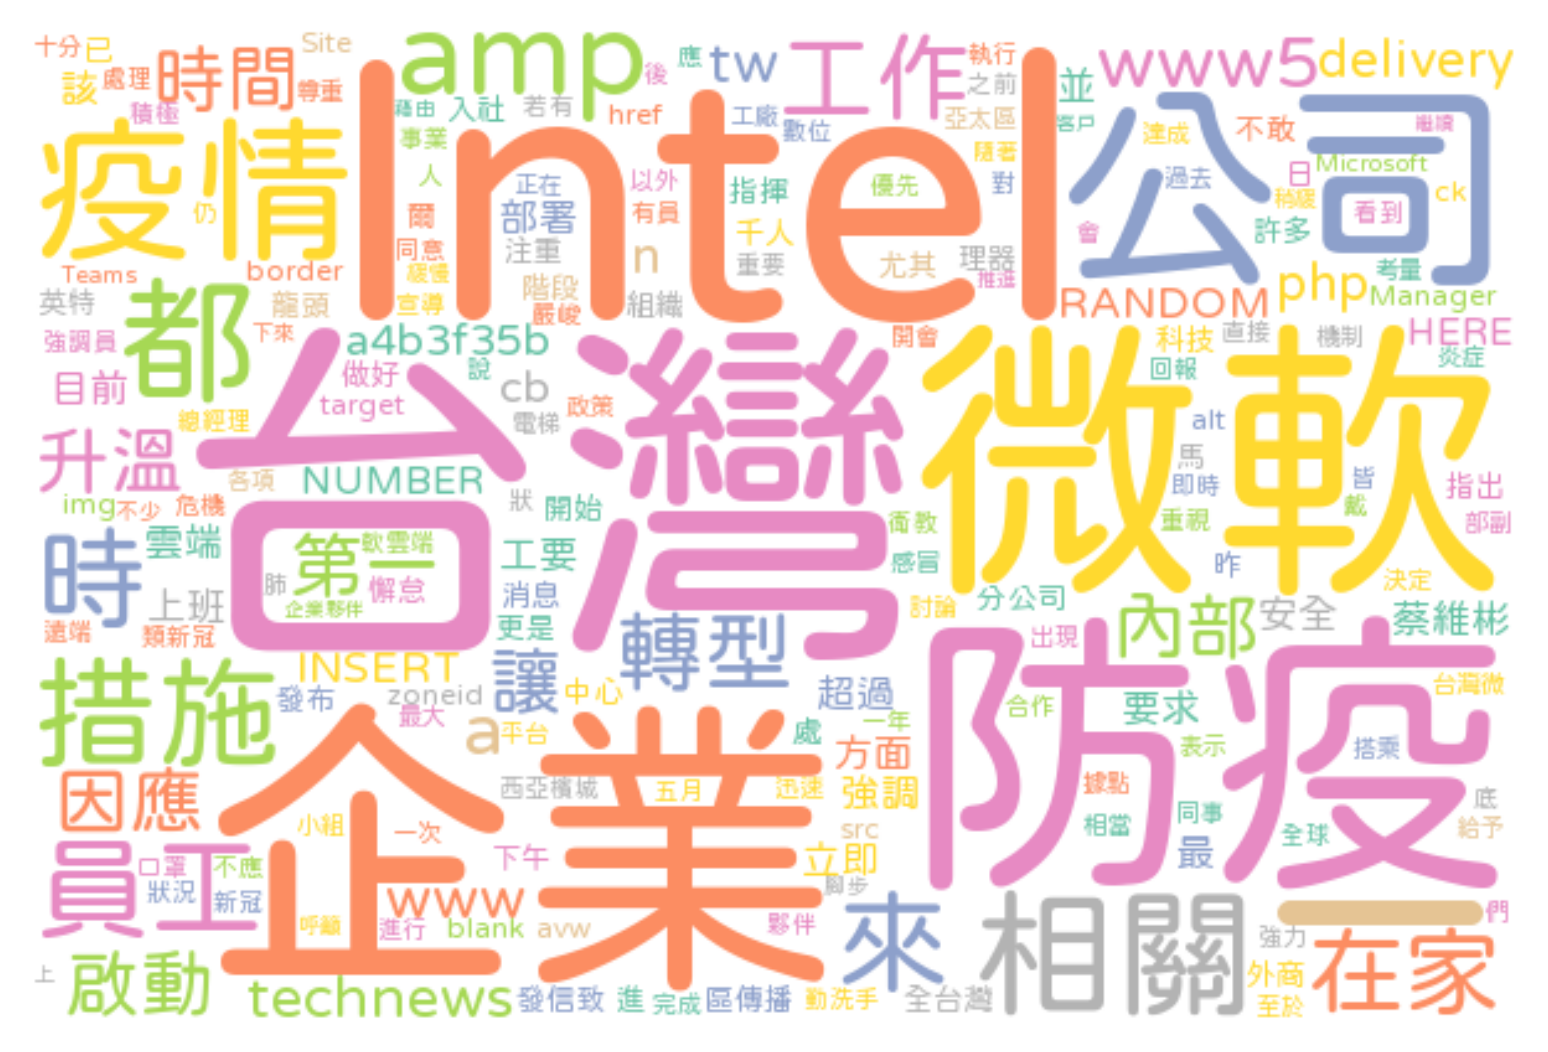 十分 已 Site amp 後 應 tw 工作 執行 www5 delivery
該 處理 時間 尊重 之前 並
積極 藉由 入社 若有 href 工廠 數位 亞太區 客戶 達成 不敢 繼續
疫情 事業 Intel 隨著 公司 Microsoft
仍 人 正在 以外 指揮 優先 對 過去 日 稍緩 ck
爾 部署 有員 千人 會 許多 看到
Teams border 同意 緩慢 注重 n 重要 尤其 理器 推進 考量
英特 都 龍頭 宣導 階段 嚴峻 組織 RANDOM php Manager
強調員 下來 a4b3f35b 台灣 開會 微軟 科技 直接 機制 HERE
目前 做好 說 cb 回報 炎症
總經理 target 電梯 政策 alt
升溫 各項 NUMBER 馬 即時 皆 指出
img 不少 危機 狀 開始 衛教 重視 戴 部副
時 雲端 第一 軟雲端 工要 感冒 昨
上班 肺 懈怠 消息 分公司 決定
遠端 類新冠 企業夥伴 更是 轉型 討論 內部 安全 蔡維彬
措施 INSERT 讓 出現 防疫
發布 zoneid 中心 超過 合作 要求 台灣微
最大 a 平台 處 一年 表示 搭乘
因應 企業 西亞檳城 五月 迅速 方面 強調 據點 底
小組 一次 src 相當 同事 全球 給予
員工 口罩 不應 下午 立即 最
狀況 新冠 www 腳步
呼籲 進行 blank avw 夥伴 來 相關 一 們
上 啟動 強力 外商 在家
technews 發信致 進 完成 區傳播 動洗手 全台灣 至於